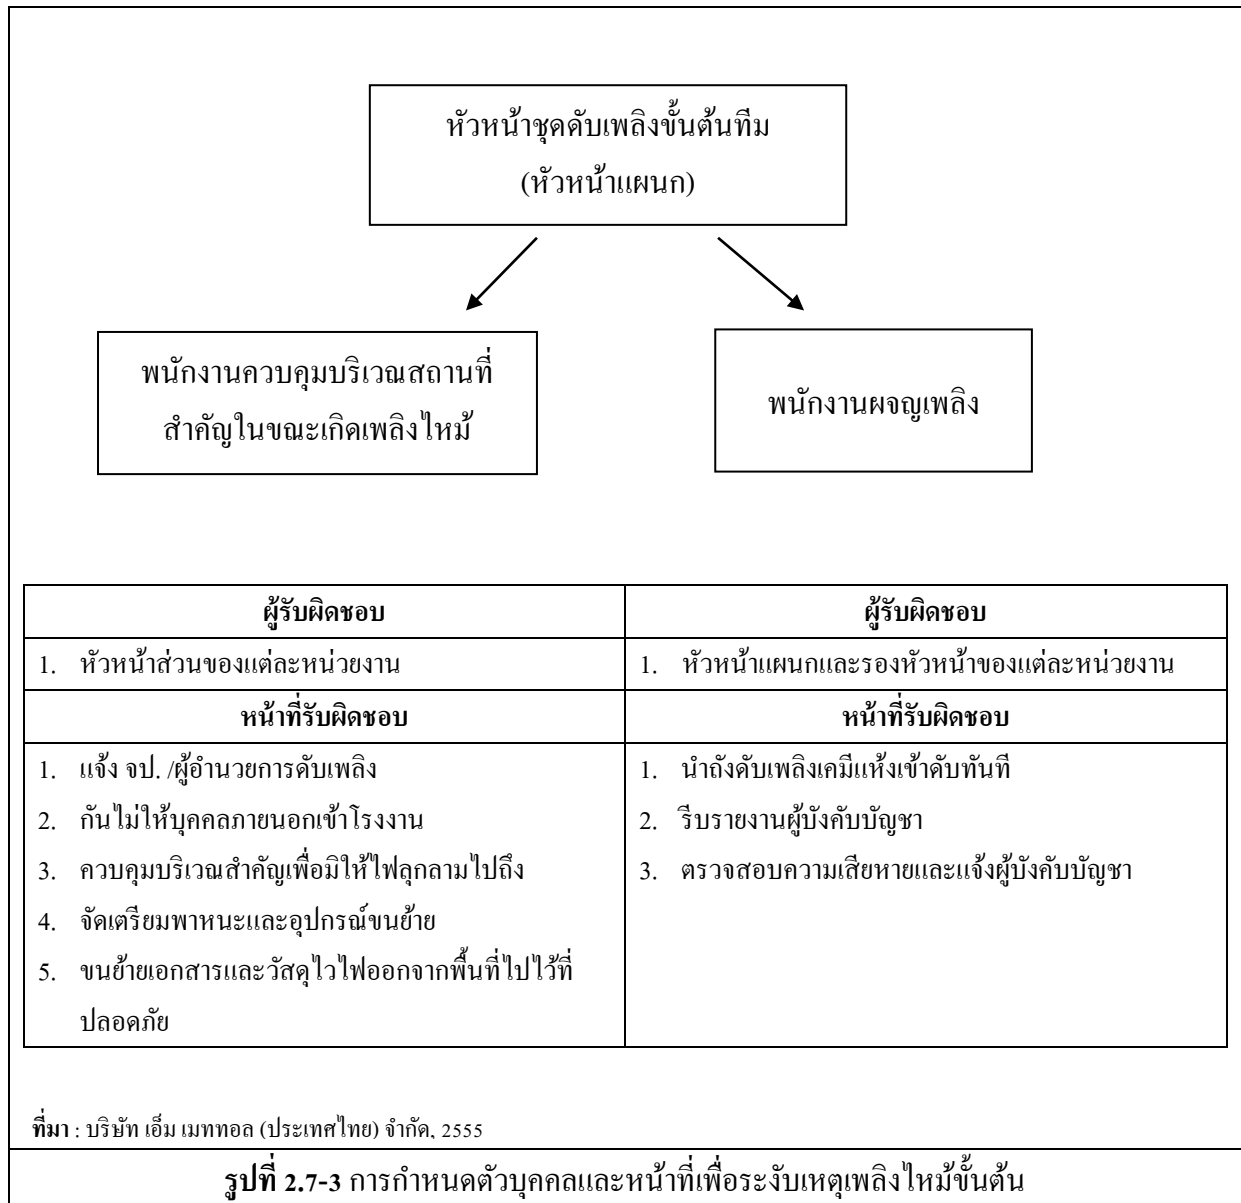 หัวหน้าชุดดับเพลิงขั้นต้นทีม
(หัวหน้าแผนก)
พนักงานควบคุมบริเวณสถานที่
สำคัญในขณะเกิดเพลิงไหม้
พนักงานผจญเพลิง
ผู้รับผิดชอบ
1. หัวหน้าส่วนของแต่ละหน่วยงาน
หน้าที่รับผิดชอบ
1. แจ้ง จป. /ผู้อำนวยการดับเพลิง
2. กันไม่ให้บุคคลภายนอกเข้าโรงงาน
3. ควบคุมบริเวณสำคัญเพื่อมิให้ไฟลุกลามไปถึง
4. จัดเตรียมพาหนะและอุปกรณ์ขนย้าย
5. ขนย้ายเอกสารและวัสดุไวไฟออกจากพื้นที่ไปไว้ที่
ปลอดภัย
ผู้รับผิดชอบ
1. หัวหน้าแผนกและรองหัวหน้าของแต่ละหน่วยงาน
หน้าที่รับผิดชอบ
1. นำถังดับเพลิงเคมีแห้งเข้าดับทันที
2. รีบรายงานผู้บังคับบัญชา
3. ตรวจสอบความเสียหายและแจ้งผู้บังคับบัญชา
ที่มา : บริษัท เอ็ม เมททอล (ประเทศไทย) จำกัด, 2555
รูปที่ 2.7-3 การกำหนดตัวบุคคลและหน้าที่เพื่อระงับเหตุเพลิงไหม้ขั้นต้น